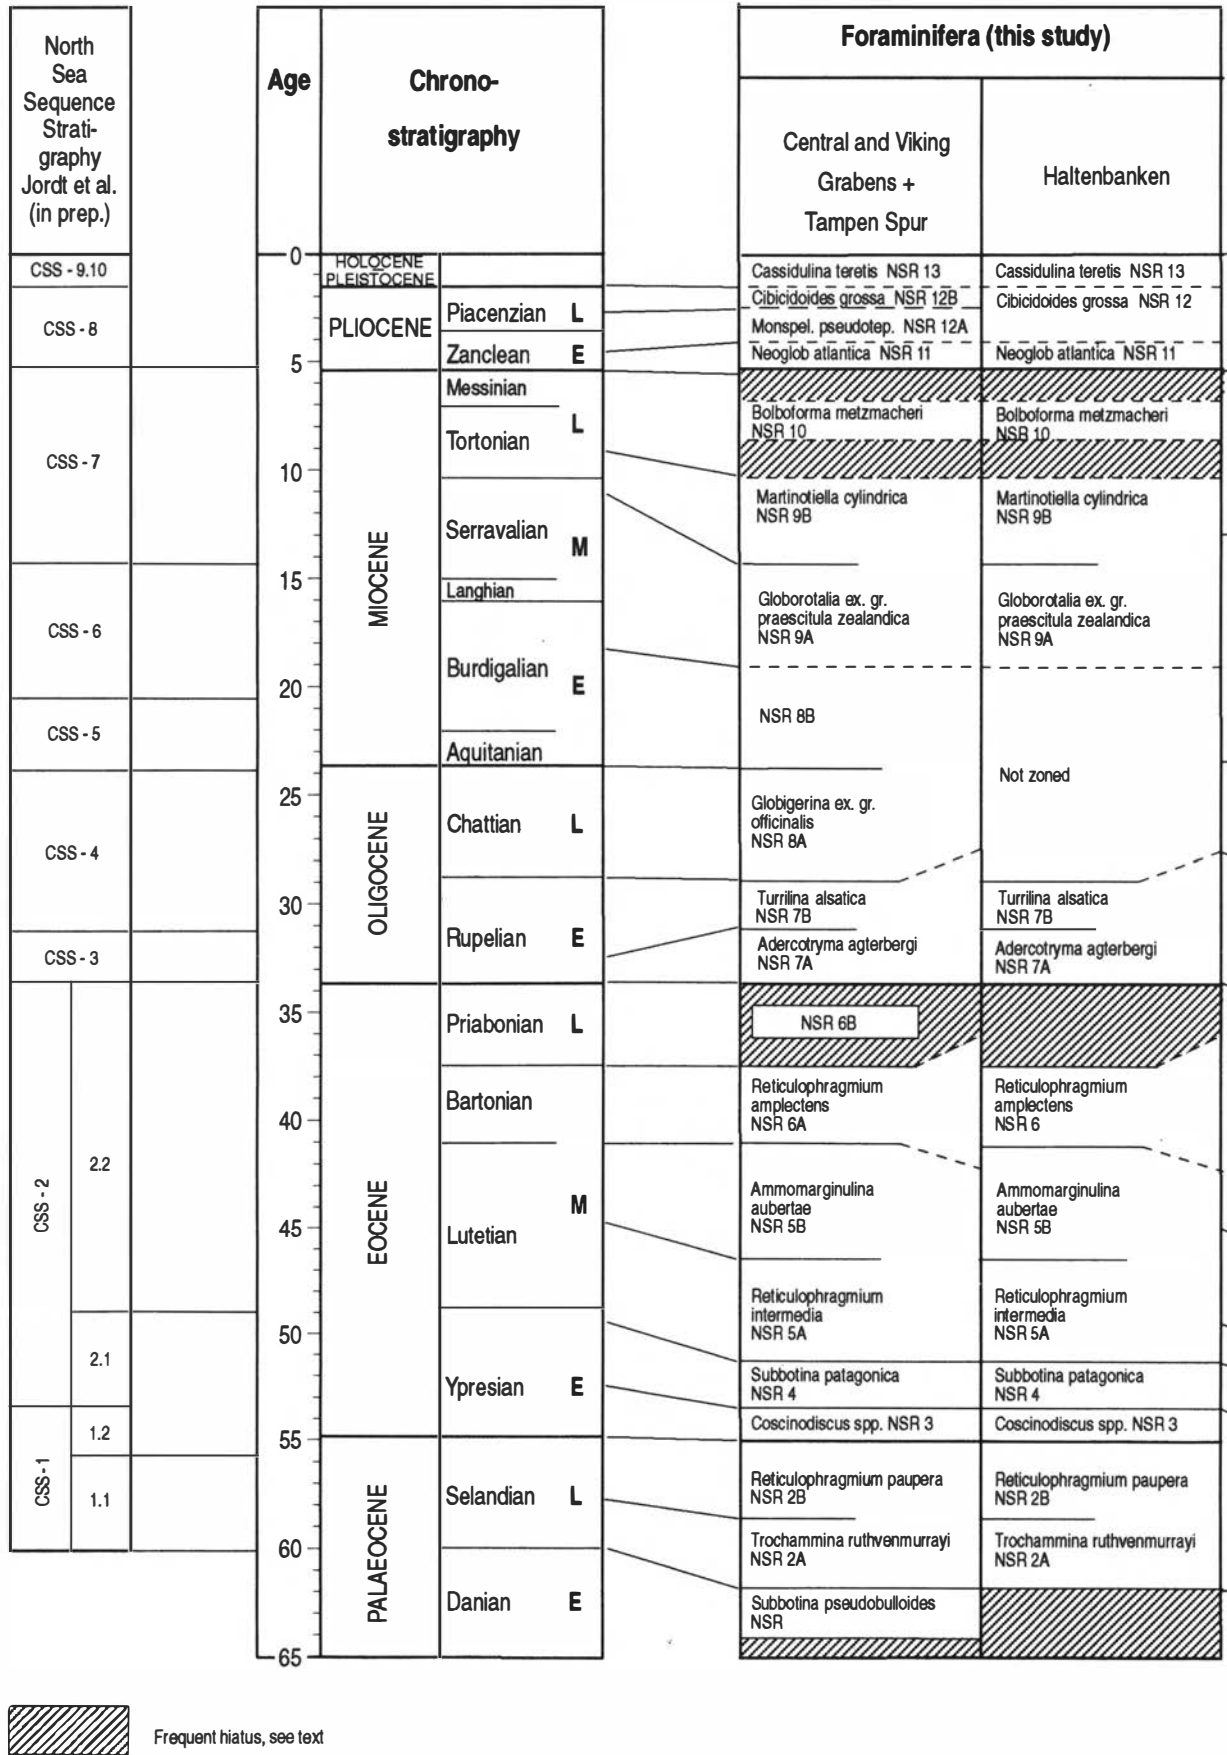 North
Sea
Sequence
Strati-
graphy
Jordt et al.
(in prep.)
CSS - 9.10
CSS - 8
CSS - 7
CSS - 6
CSS - 5
CSS - 4
CSS - 3
CSS - 2
2.2
2.1
CSS - 1
1.2
1.1
Age
0
5
10
15
20
25
30
35
40
45
50
55
60
65
Chrono-
stratigraphy
HOLOCENE
PLEISTOCENE
PLIOCENE
MIOCENE
OLIGOCENE
EOCENE
PALAEOCENE
Piacenzian L
Zanclean E
Messinian
L
Tortonian
Serravalian
M
Langhian
Burdigalian
E
Aquitanian
Chattian L
Rupelian E
Priabonian L
Bartonian
M
Lutetian
Ypresian E
Selandian L
Danian E
Foraminifera (this study)
Central and Viking
Grabens +
Tampen Spur
Cassidulina teretis NSR 13
Cibicidoides grossa NSR 12B
Monspel. pseudotep. NSR 12A
Neoglob atlantica NSR 11
Bolboforma metzmacheri
NSR 10
Martinotiella cylindrica
NSR 9B
Globorotalia ex. gr.
praescitula zealandica
NSR 9A
NSR 8B
Globigerina ex. gr.
officinalis
NSR 8A
Turrilina alsatica
NSR 7B
Adercotryma agterbergi
NSR 7A
NSR 6B
Reticulophragmium
amplectens
NSR 6A
Ammomarginulina
aubertae
NSR 5B
Reticulophragmium
intermedia
NSR 5A
Subbotina patagonica
NSR 4
Coscinodiscus spp. NSR 3
Reticulophragmium paupera
NSR 2B
Trochammina ruthvenmurrayi
NSR 2A
Subbotina pseudobulloides
NSR
Haltenbanken
Cassidulina teretis NSR 13
Cibicidoides grossa NSR 12
Neoglob atlantica NSR 11
Bolboforma metzmacheri
NSR 10
Martinotiella cylindrica
NSR 9B
Globorotalia ex. gr.
praescitula zealandica
NSR 9A
Not zoned
Turrilina alsatica
NSR 7B
Adercotryma agterbergi
NSR 7A
Reticulophragmium
amplectens
NSR 6
Ammomarginulina
aubertae
NSR 5B
Reticulophragmium
intermedia
NSR 5A
Subbotina patagonica
NSR 4
Coscinodiscus spp. NSR 3
Reticulophragmium paupera
NSR 2B
Trochammina ruthvenmurrayi
NSR 2A
Frequent hiatus, see text